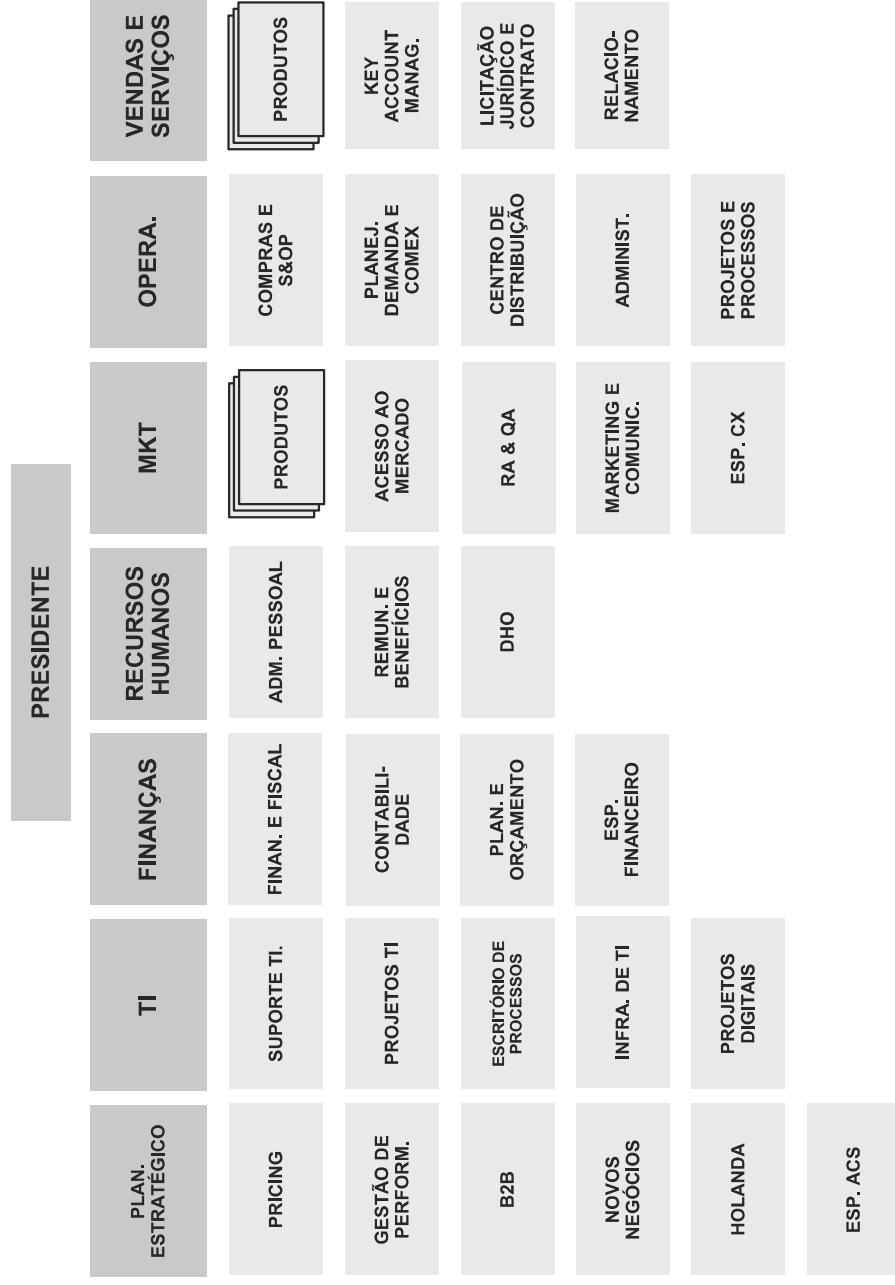 PRESIDENTE
PLAN.
ESTRATÉGICO
PRICING
GESTÃO DE
PERFORM.
B2B
NOVOS
NEGÓCIOS
HOLANDA
ESP. ACS
TI
SUPORTE TI.
PROJETOS TI
ESCRITÓRIO DE
PROCESSOS
INFRA. DE TI
PROJETOS
DIGITAIS
FINANÇAS
FINAN. E FISCAL
CONTABILI-
DADE
PLAN. E
ORÇAMENTO
ESP.
FINANCEIRO
RECURSOS
HUMANOS
ADM. PESSOAL
REMUN. E
BENEFÍCIOS
DHO
MKT
PRODUTOS
ACESSO AO
MERCADO
RA & QA
MARKETING E
COMUNIC.
ESP. CX
OPERA.
COMPRAS E
S&OP
PLANEJ.
DEMANDA E
COMEX
CENTRO DE
DISTRIBUIÇÃO
ADMINIST.
PROJETOS E
PROCESSOS
VENDAS E
SERVIÇOS
PRODUTOS
KEY
ACCOUNT
MANAG.
LICITAÇÃO
JURÍDICO E
CONTRATO
RELACIO-
NAMENTO